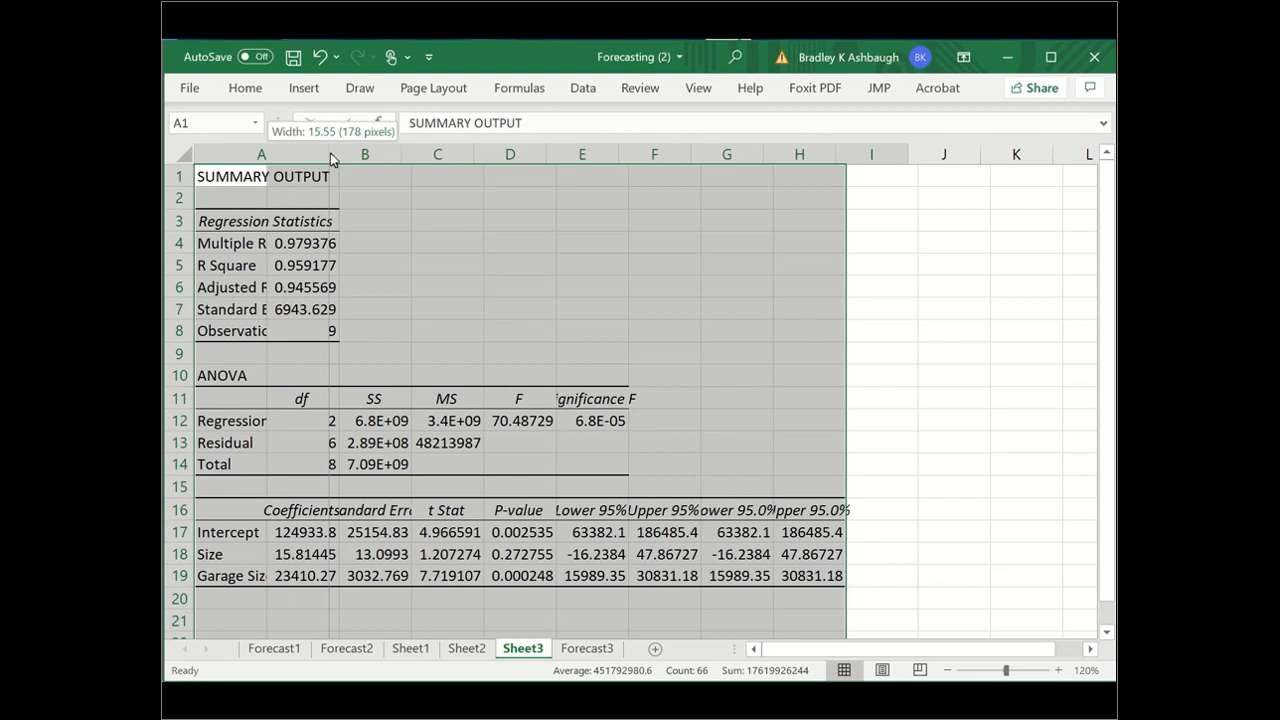 AutoSave Off Forecasting (2) Bradley K Ashbaugh BK
File Home Insert Draw Page Layout Formulas Data Review View Help Foxit PDF JMP Acrobat Share
A1 SUMMARY OUTPUT
Width: 15.55 (178 pixels)
A B C D E F G H I J K L
1 SUMMARY OUTPUT
2
3 Regression Statistics
4 Multiple R 0.979376
5 R Square 0.959177
6 Adjusted R 0.945569
7 Standard E 6943.629
8 Observatic 9
9
10 ANOVA
11 df SS MS F gnificance F
12 Regression 2 6.8E+09 3.4E+09 70.48729 6.8E-05
13 Residual 6 2.89E+08 48213987
14 Total 8 7.09E+09
15
16 Coefficients andard Erro t Stat P-value Lower 95% Upper 95% ower 95.0% pper 95.0%
17 Intercept 124933.8 25154.83 4.966591 0.002535 63382.1 186485.4 63382.1 186485.4
18 Size 15.81445 13.0993 1.207274 0.272755 -16.2384 47.86727 -16.2384 47.86727
19 Garage Siz 23410.27 3032.769 7.719107 0.000248 15989.35 30831.18 15989.35 30831.18
20
21
Forecast1 Forecast2 Sheet1 Sheet2 Sheet3 Forecast3
Ready Average: 451792980.6 Count: 66 Sum: 17619926244 120%